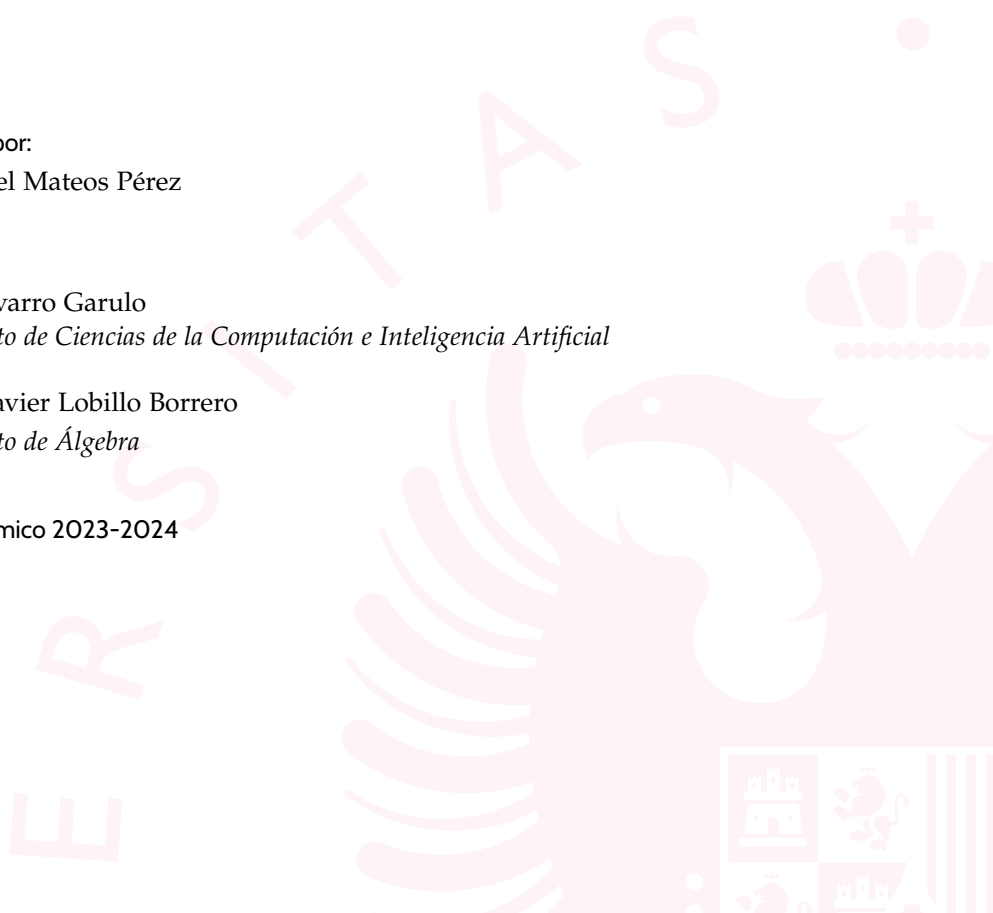 por:
el Mateos Pérez
varro Garulo
to de Ciencias de la Computación e Inteligencia Artificial
avier Lobillo Borrero
to de Álgebra
mico 2023-2024
E R S I T A S